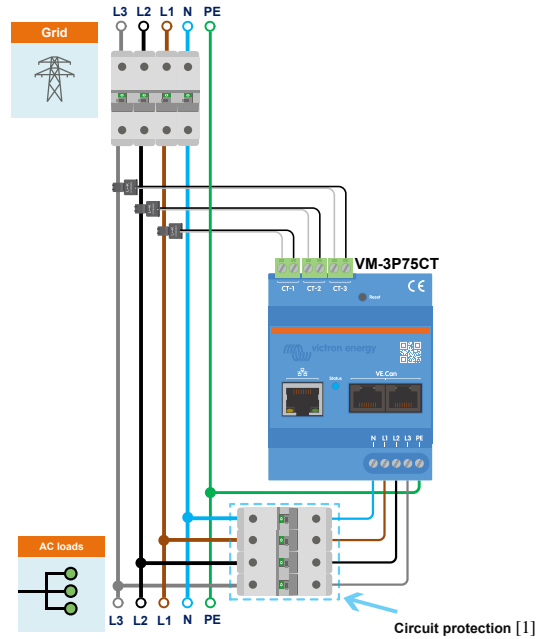 L3 L2 L1 N PE
Grid
VM-3P75CT
CT-1 CT-2 CT-3
Reset
CE
victron energy
Status
VE.Can
N L1 L2 L3 PE
AC loads
L3 L2 L1 N PE
Circuit protection [1]